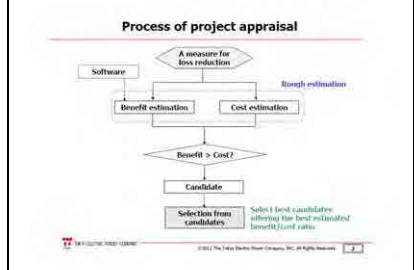 Process of project appraisal
A measure for
loss reduction
Software
Rough estimation
Benefit estimation
Cost estimation
Benefit > Cost?
Candidate
Selection from
candidates
Select best candidates
offering the best estimated
benefit/cost ratio
©2012 The Tokyo Electric Power Company, INC. All Rights Reserved.